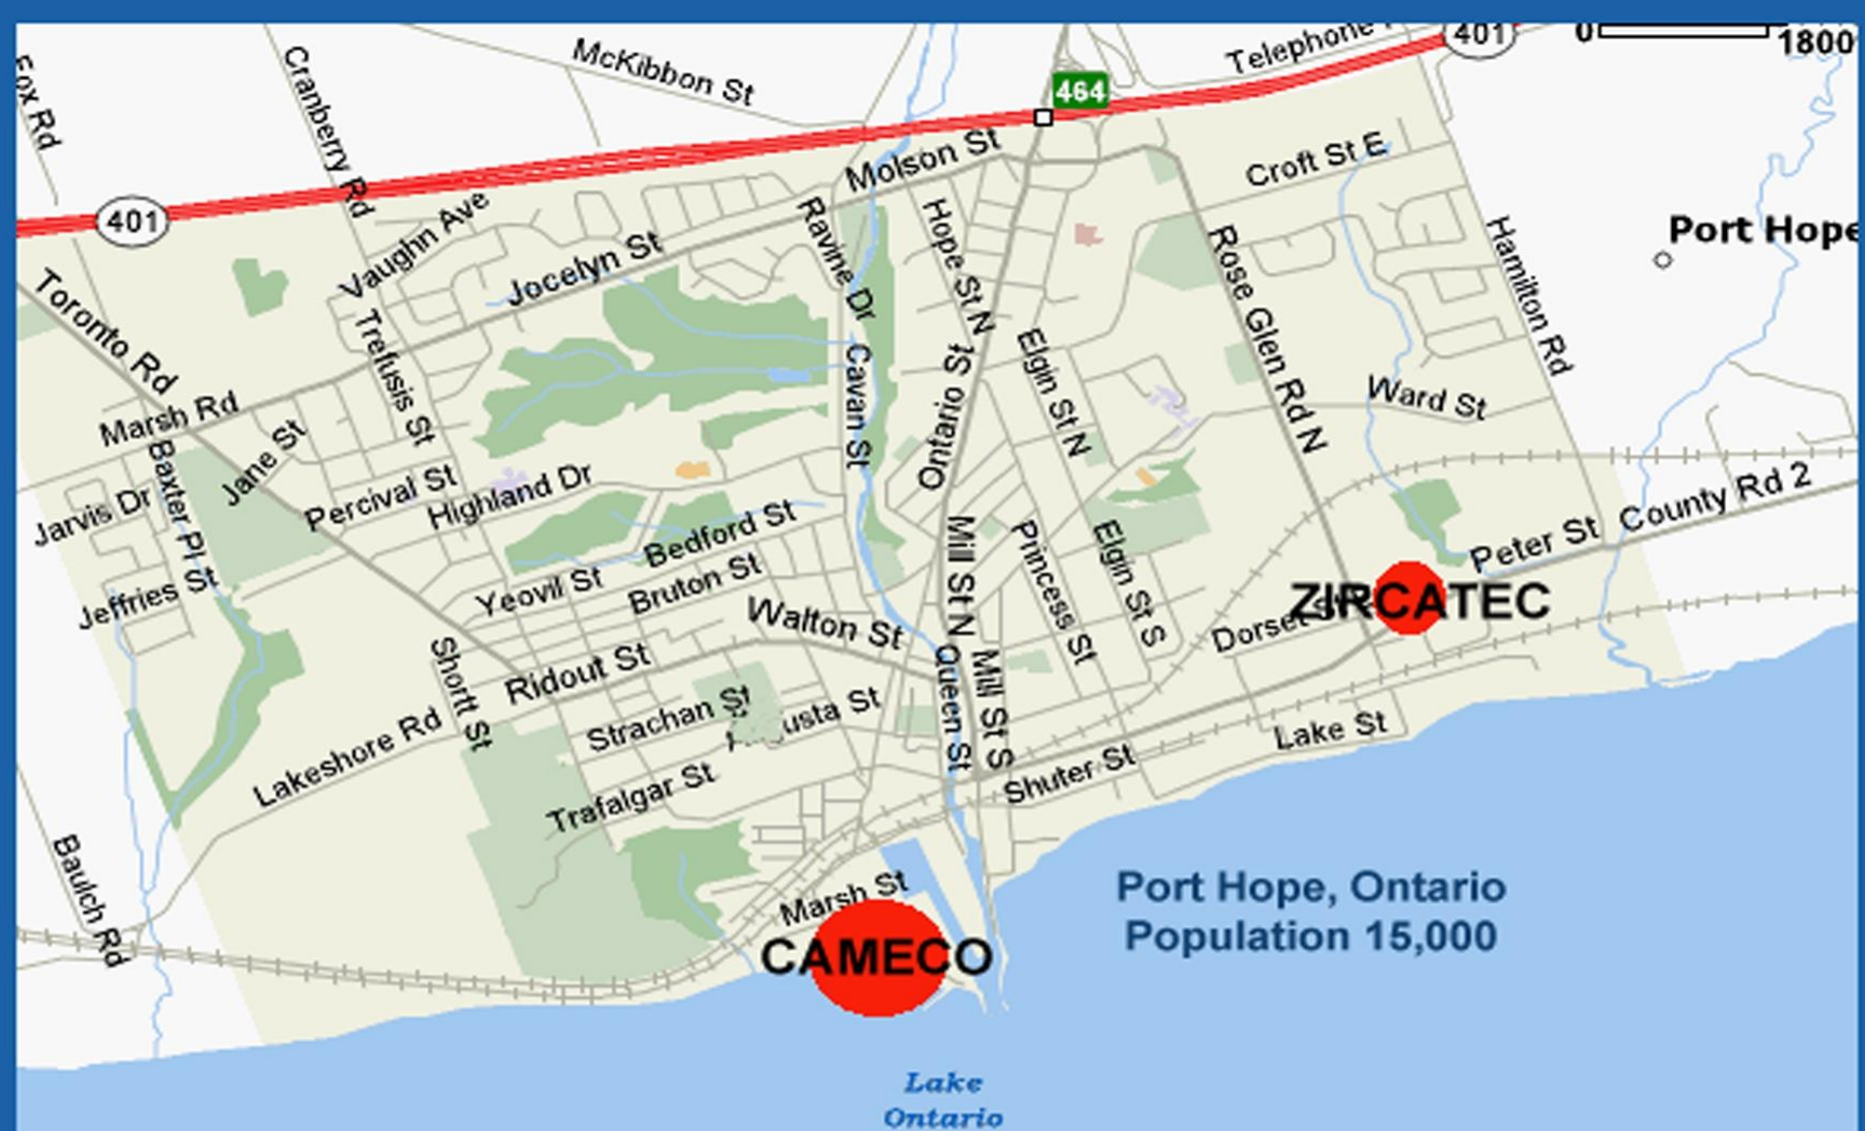 McKibbon St
Telephone
401
0
1800
Fox Rd
Cranberry Rd
464
Molson St
Croft St E
401
Vaughn Ave
Jocelyn St
Ravine Dr
Hope St N
Rose Glen Rd N
Hamilton Rd
Port Hope
Toronto Rd
Trefusis St
Cavan St
Ontario St
Elgin St N
Ward St
Marsh Rd
Jane St
Baxter Pl
Percival St
Highland Dr
Jarvis Dr
Bedford St
Mill St N
Princess St
Elgin St S
Peter St
County Rd 2
Jeffries St
Yeovil St
Bruton St
Walton St
ZIRCATEC
Dorset St
Shortt St
Ridout St
Queen St
Mill St S
Strachan St
usta St
Lakeshore Rd
Trafalgar St
Shuter St
Lake St
Baulch Rd
Marsh St
CAMECO
Port Hope, Ontario
Population 15,000
Lake
Ontario